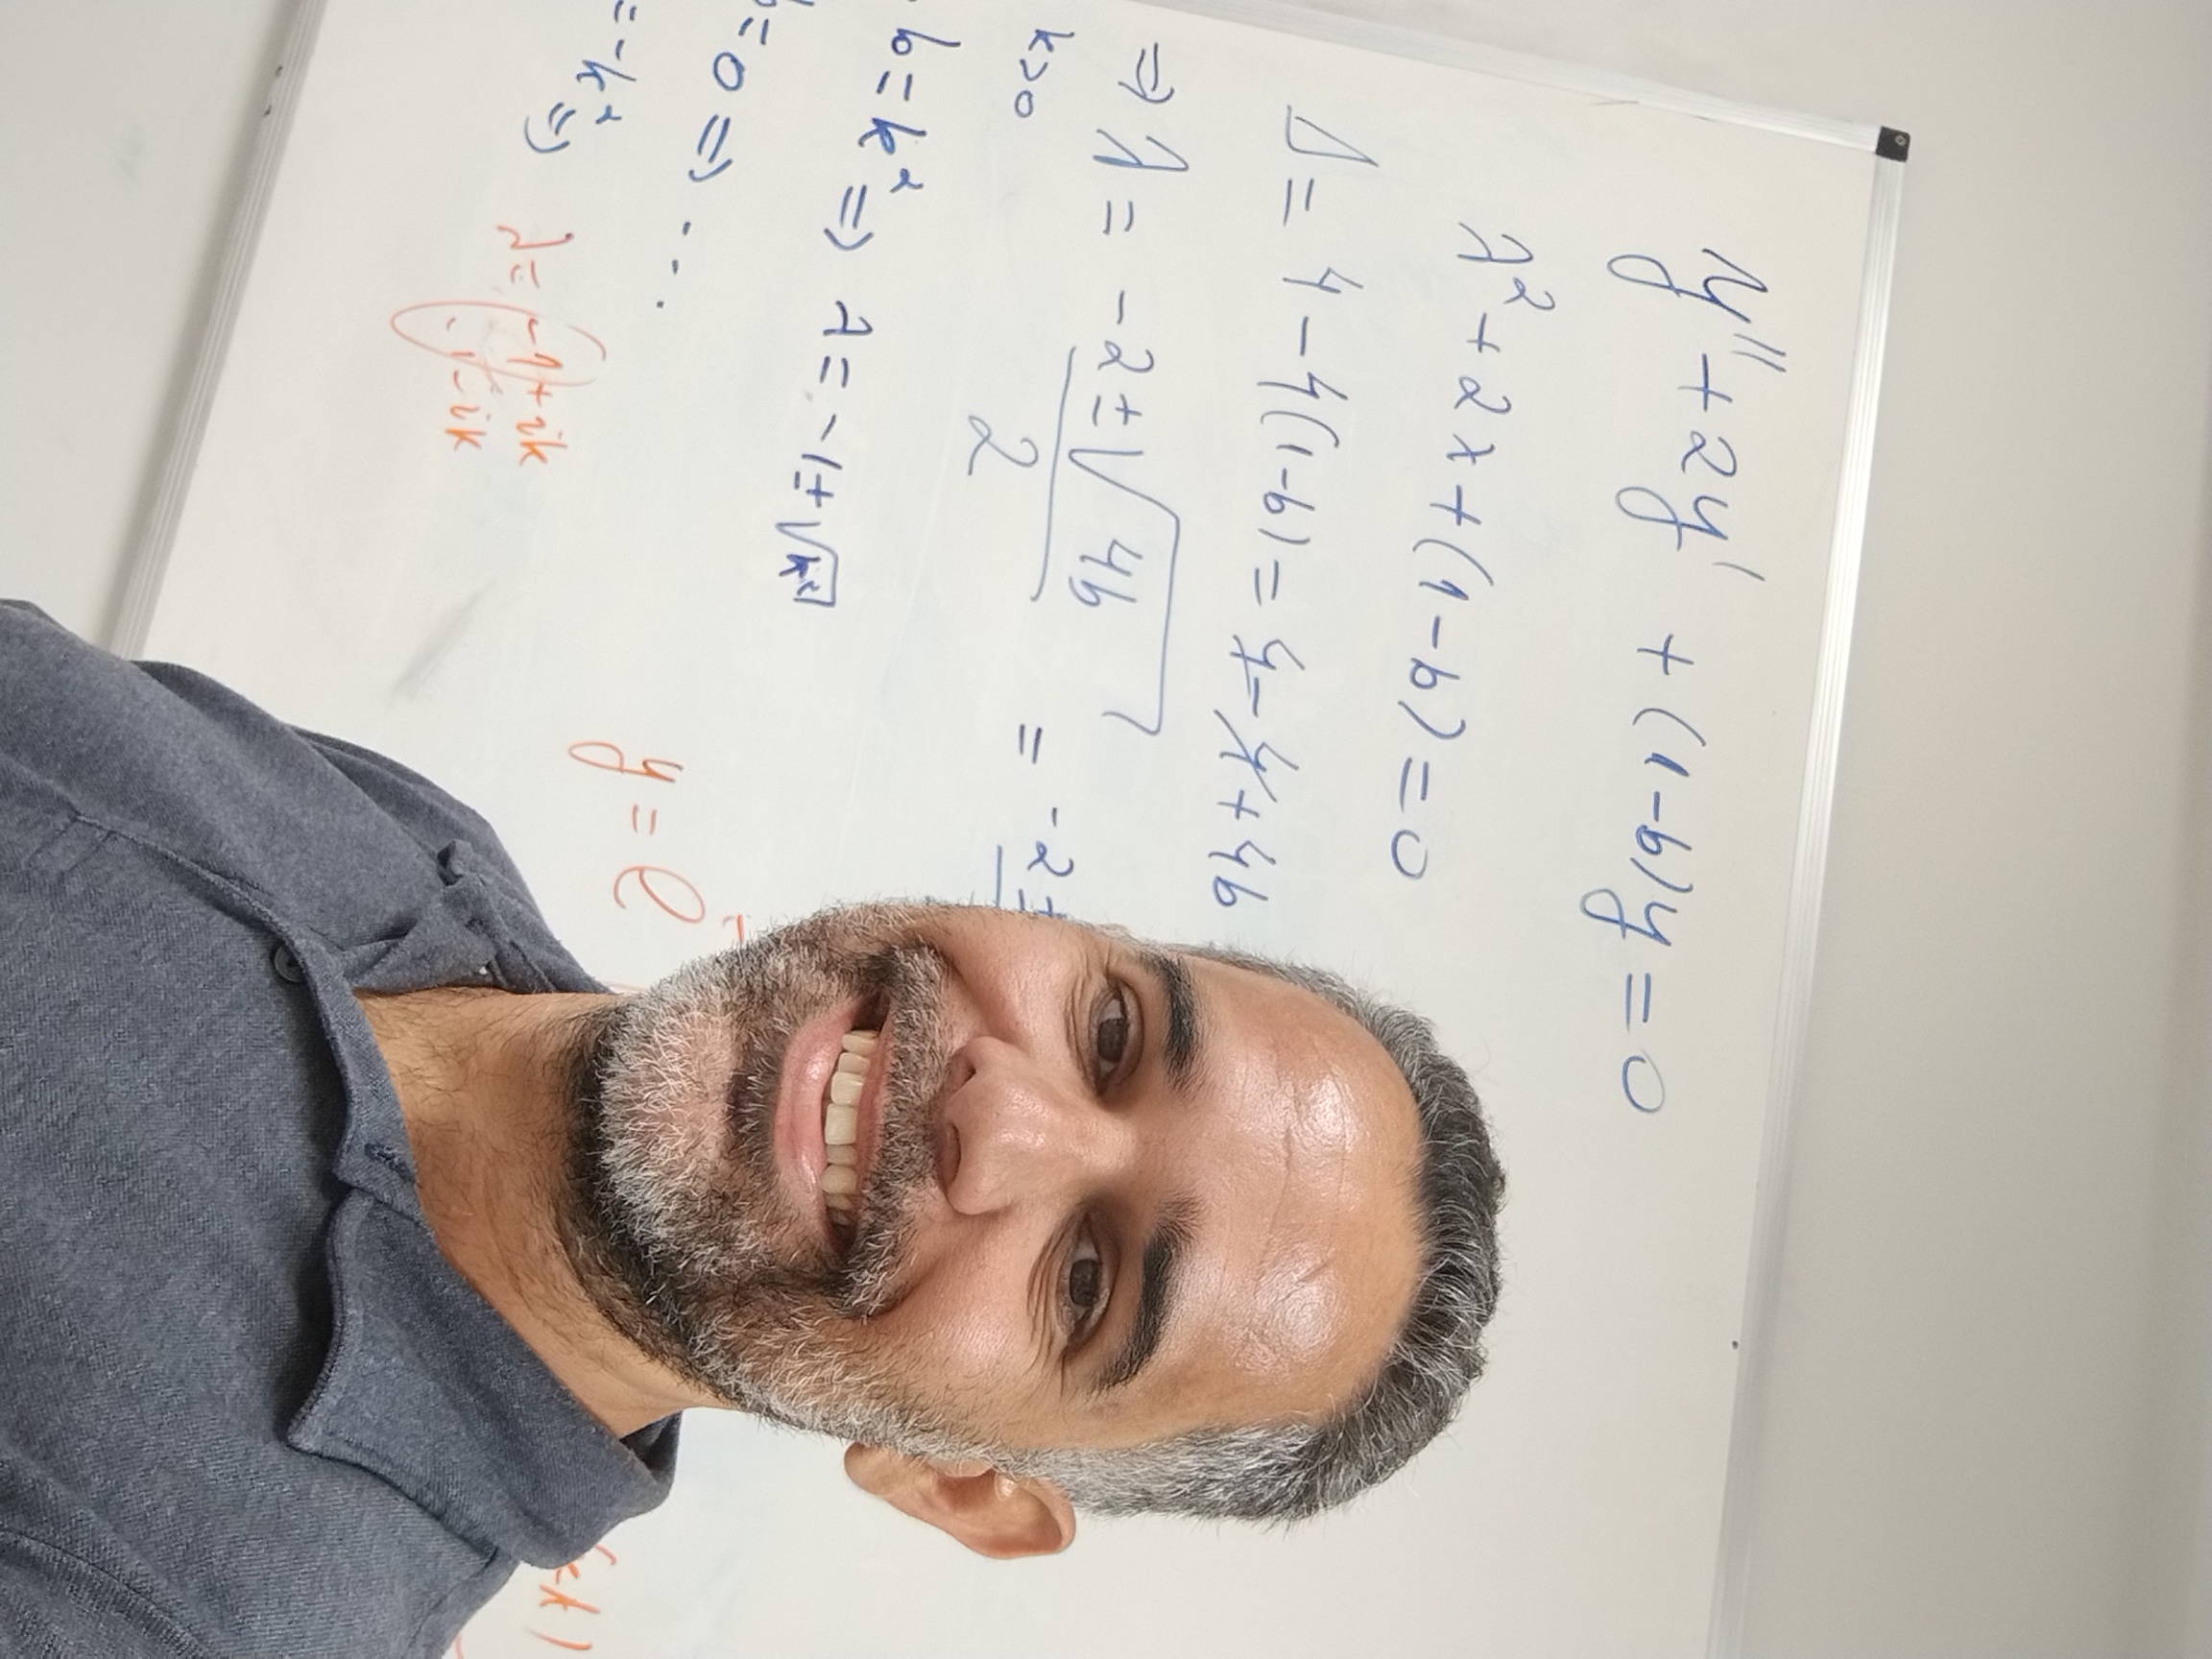 y'' + 2y' + (1-b)y = 0
λ² + 2λ + (1-b) = 0
Δ = 4 - 4(1-b) = 4 - 4 + 4b
⇒ λ = (-2 ± √4b) / 2 = -2 ±
k>0
b = k² ⇒ λ = -1 ± √k²
b = 0 ⇒ ...
= -k² ⇒ λ = -1 + ik
-1 - ik
y = e⁻